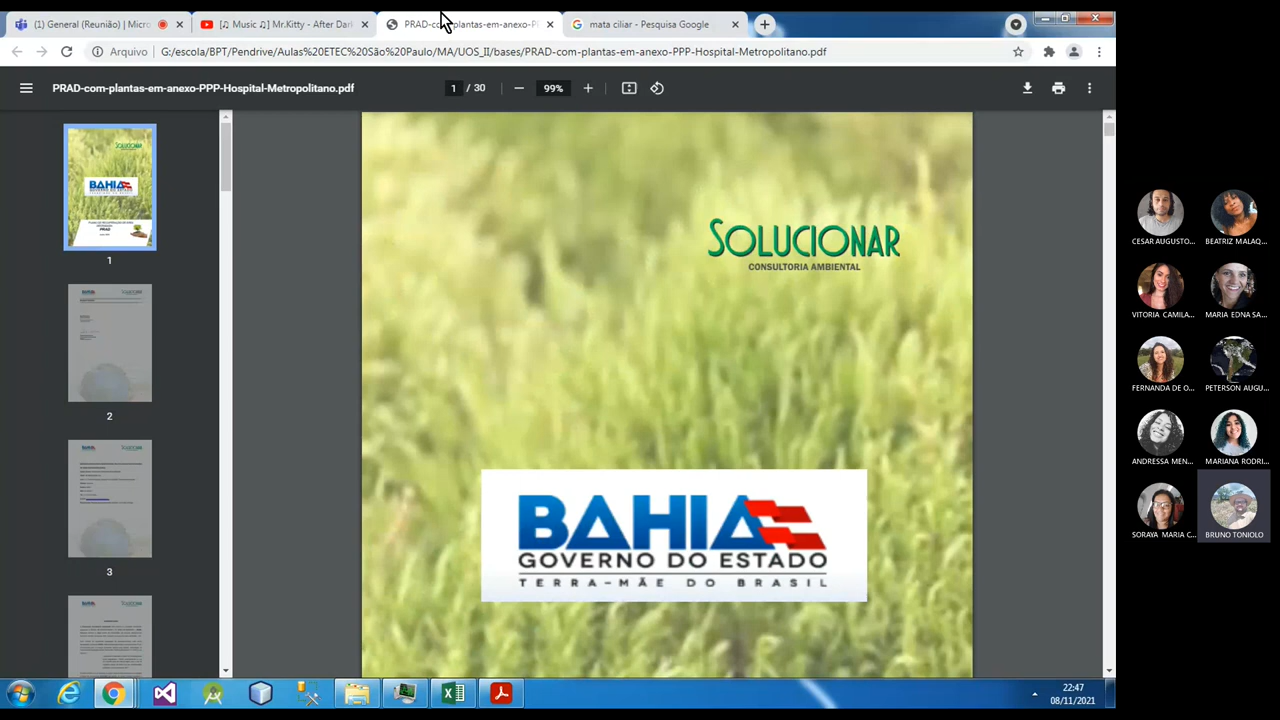 (1) General (Reunião) | Micro
[♫ Music ♫] Mr.Kitty - After Dar
PRAD-com-plantas-em-anexo-P
mata ciliar - Pesquisa Google
Arquivo
G:/escola/BPT/Pendrive/Aulas%20ETEC%20São%20Paulo/MA/UOS_II/bases/PRAD-com-plantas-em-anexo-PPP-Hospital-Metropolitano.pdf
PRAD-com-plantas-em-anexo-PPP-Hospital-Metropolitano.pdf
1 / 30
99%
SOLUCIONAR
BAHIA
PRAD
1
2
3
SOLUCIONAR
CONSULTORIA AMBIENTAL
BAHIA
GOVERNO DO ESTADO
TERRA-MÃE DO BRASIL
CESAR AUGUSTO...
BEATRIZ MALAQ...
VITORIA CAMILA...
MARIA EDNA SA...
FERNANDA DE O...
PETERSON AUGU...
ANDRESSA MEN...
MARIANA RODRI...
SORAYA MARIA C...
BRUNO TONIOLO
22:47
08/11/2021